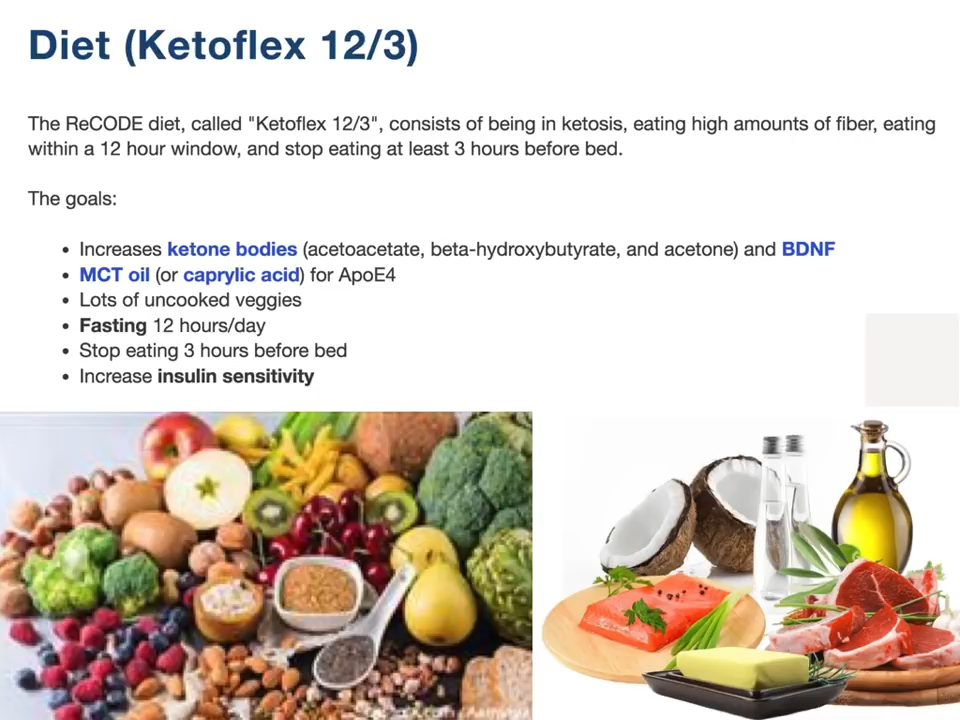 Diet (Ketoflex 12/3)
The ReCODE diet, called "Ketoflex 12/3", consists of being in ketosis, eating high amounts of fiber, eating
within a 12 hour window, and stop eating at least 3 hours before bed.
The goals:
• Increases ketone bodies (acetoacetate, beta-hydroxybutyrate, and acetone) and BDNF
• MCT oil (or caprylic acid) for ApoE4
• Lots of uncooked veggies
• Fasting 12 hours/day
• Stop eating 3 hours before bed
• Increase insulin sensitivity